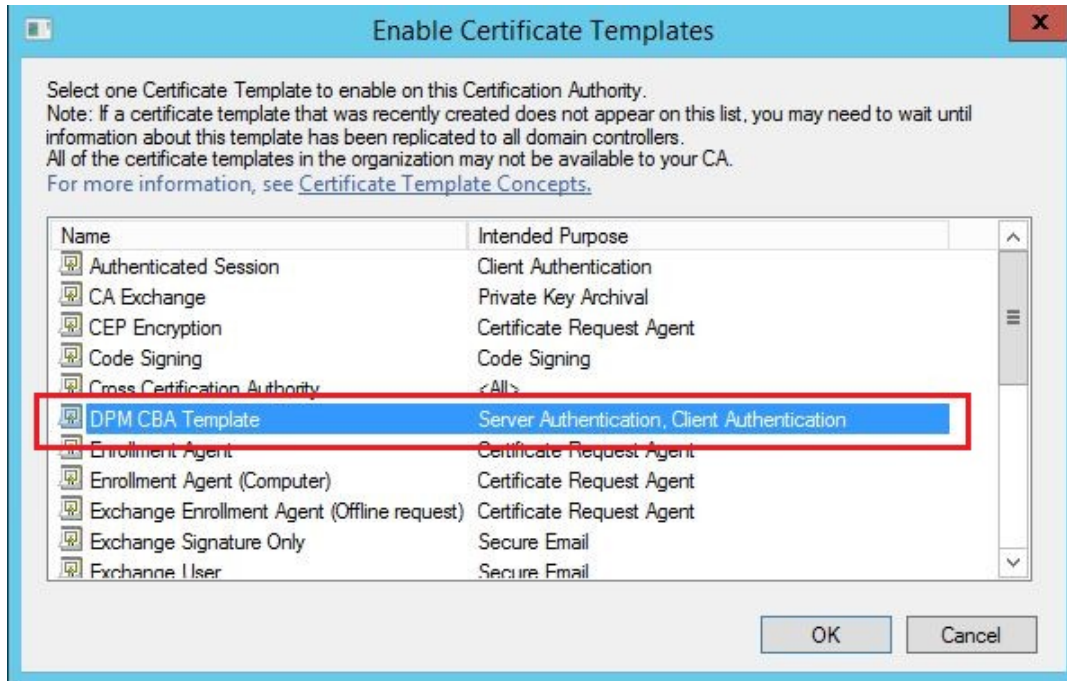 Enable Certificate Templates
x
Select one Certificate Template to enable on this Certification Authority.
Note: If a certificate template that was recently created does not appear on this list, you may need to wait until
information about this template has been replicated to all domain controllers.
All of the certificate templates in the organization may not be available to your CA.
For more information, see Certificate Template Concepts.
Name Intended Purpose
Authenticated Session Client Authentication
CA Exchange Private Key Archival
CEP Encryption Certificate Request Agent
Code Signing Code Signing
Cross Certification Authority <All>
DPM CBA Template Server Authentication, Client Authentication
Enrollment Agent Certificate Request Agent
Enrollment Agent (Computer) Certificate Request Agent
Exchange Enrollment Agent (Offline request) Certificate Request Agent
Exchange Signature Only Secure Email
Exchange User Secure Email
OK Cancel